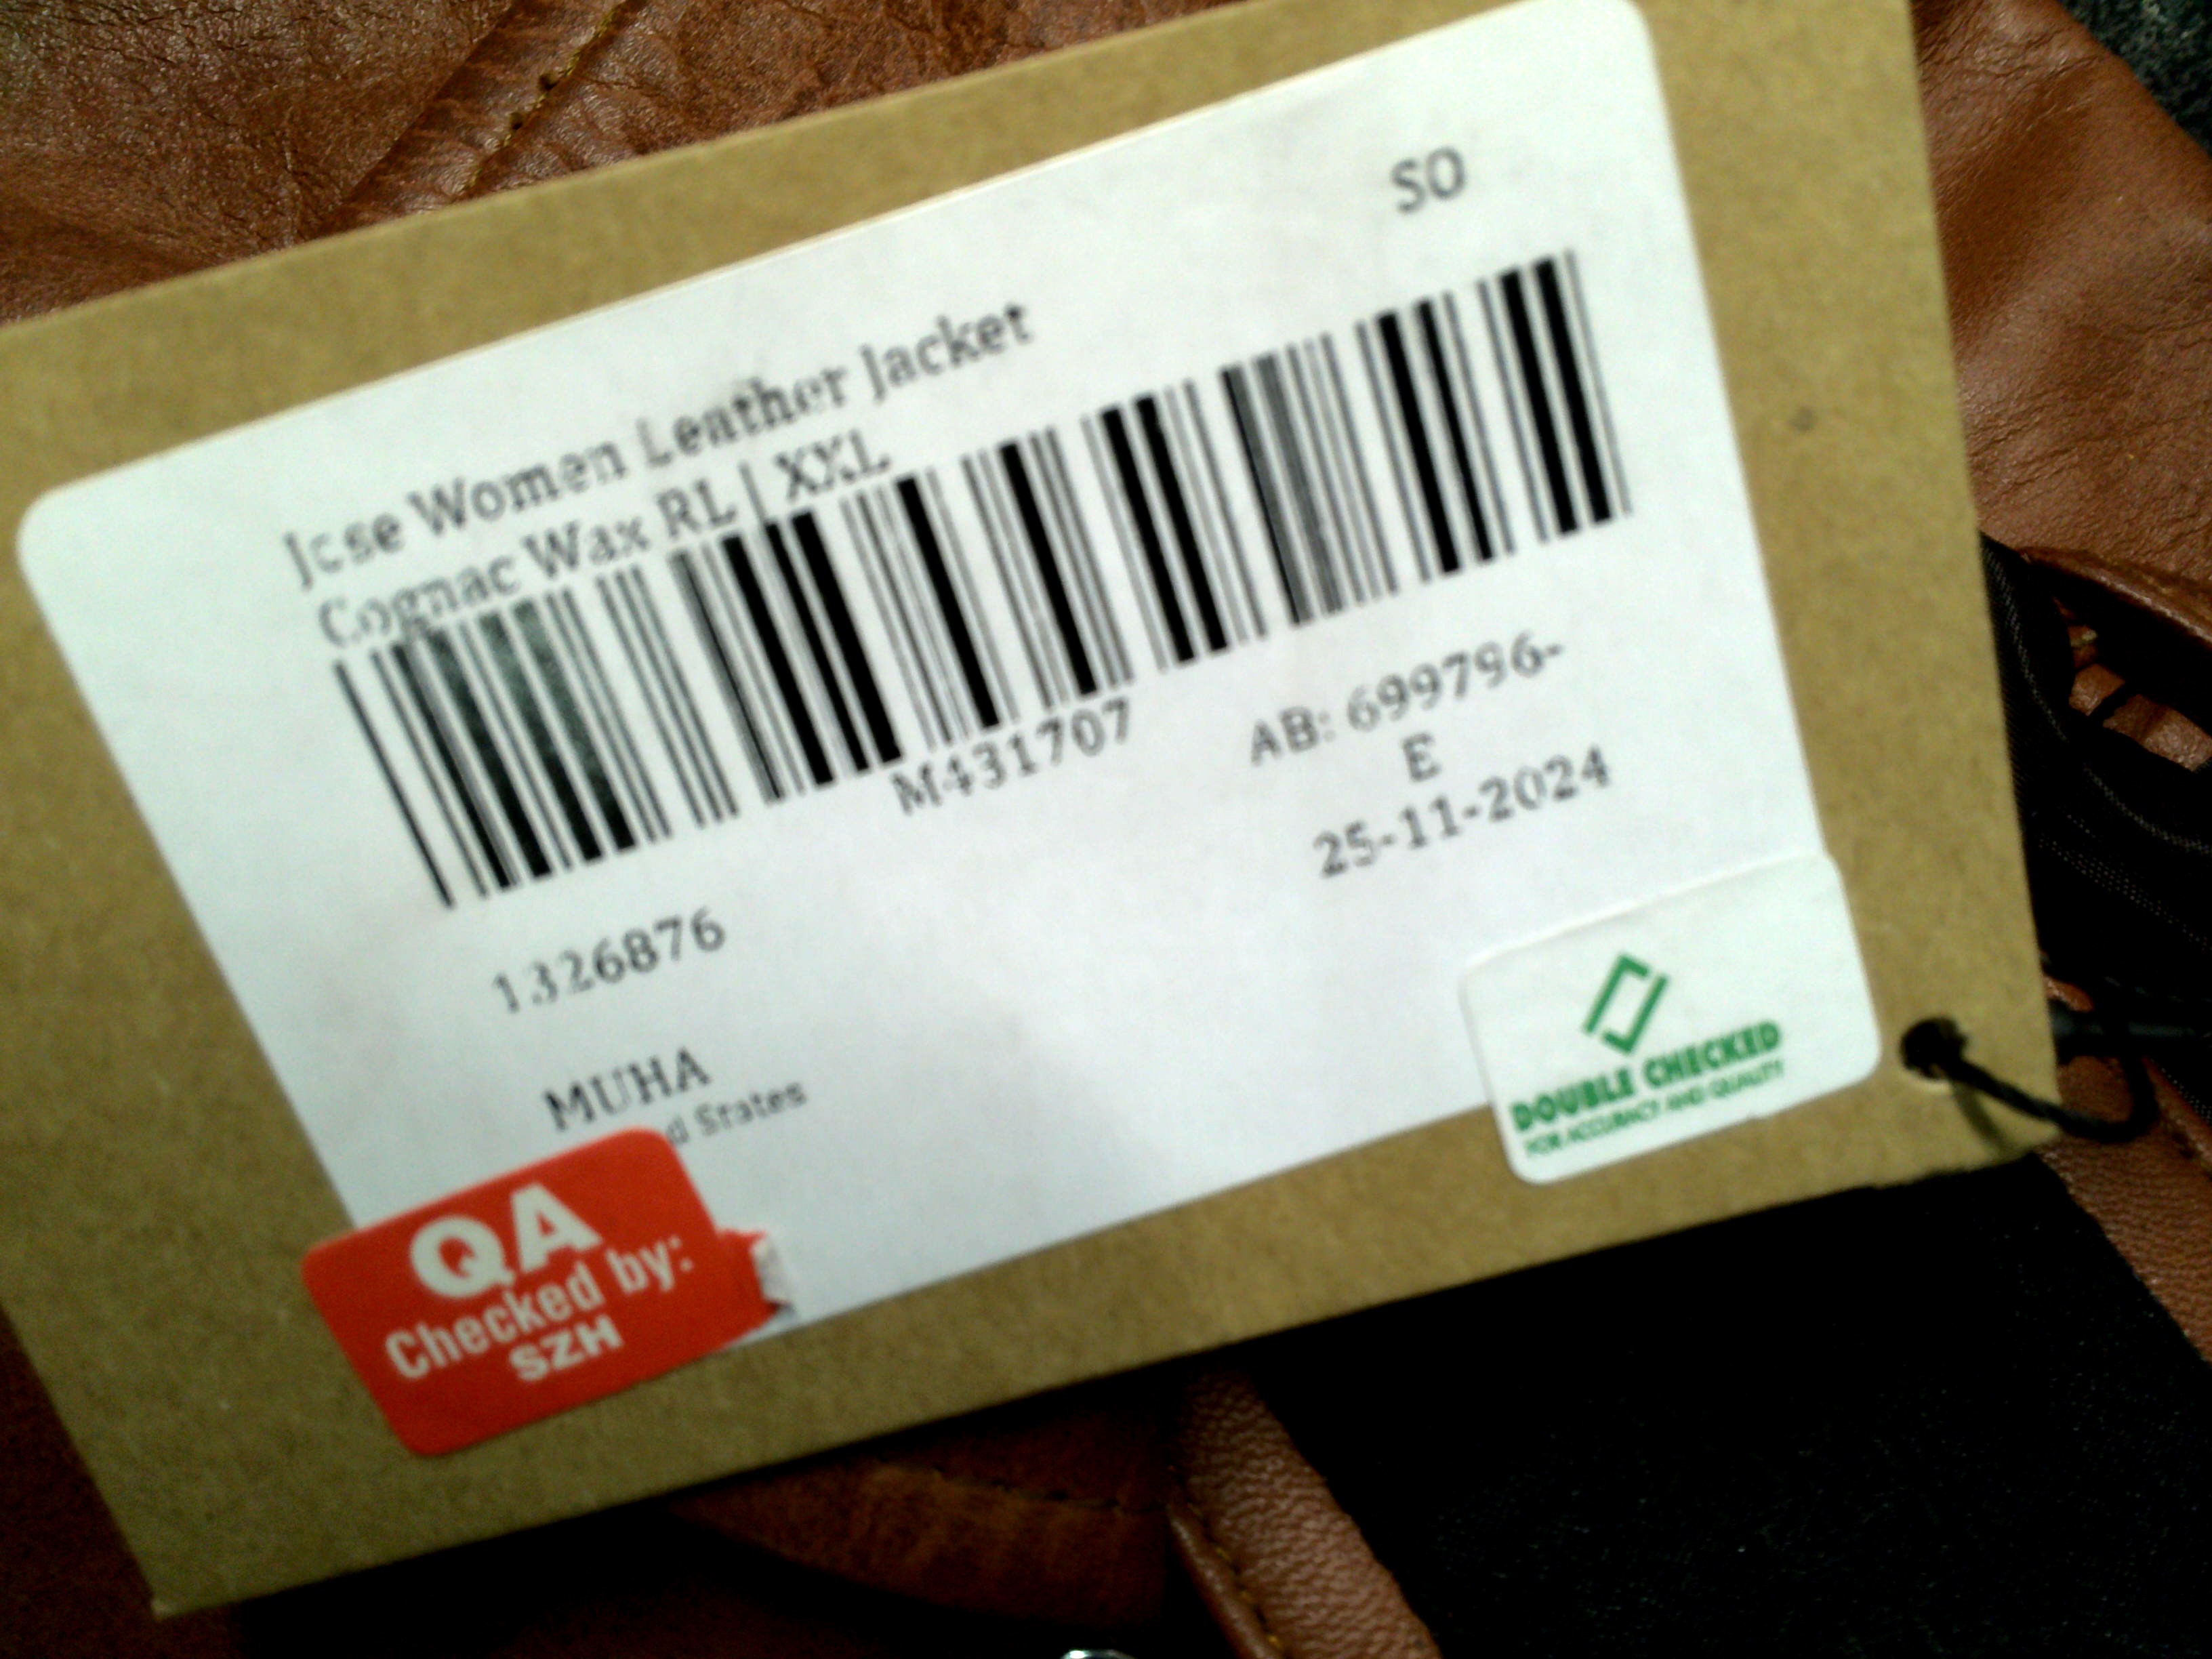 SO
Jose Women Leather Jacket
Cognac Wax RL | XXL
M431707
AB: 699796-
E
25-11-2024
1326876
MUHA
d States
QA
Checked by:
SZH
DOUBLE CHECKED
FOR ACCURACY AND QUALITY